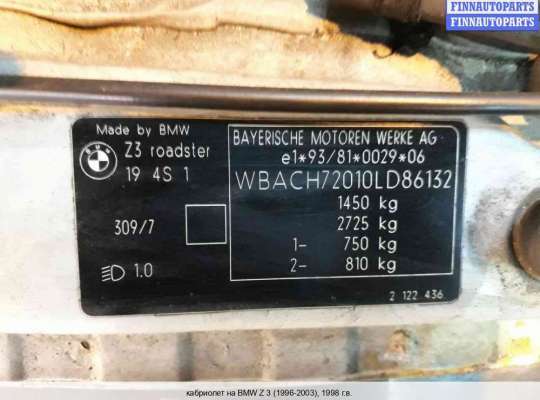 FINNAUTOPARTS
FINNAUTOPARTS
Made by BMW
Z3 roadster
19 4S 1
309/7
1.0
BAYERISCHE MOTOREN WERKE AG
e1*93/81*0029*06
WBACH72010LD86132
1450 kg
2725 kg
1- 750 kg
2- 810 kg
2 122 436
кабриолет на BMW Z 3 (1996-2003), 1998 г.в.